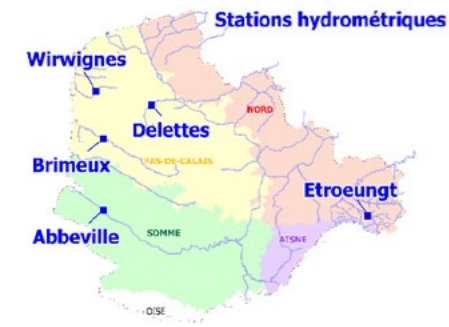 Stations hydrométriques
Wirwignes
NORD
Delettes
Brimeux
PAS-DE-CALAIS
Etroeungt
Abbeville
SOMME
AISNE
OISE